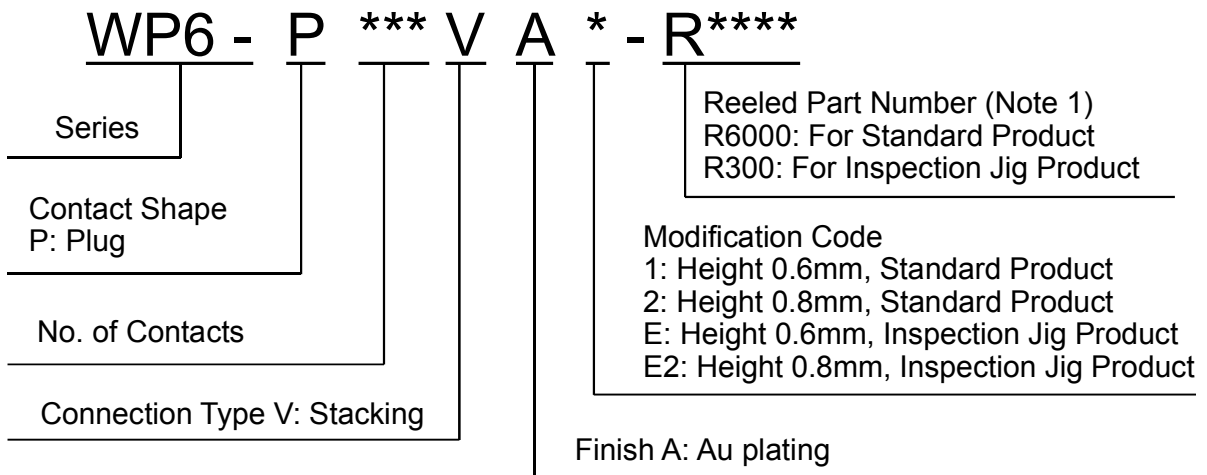 WP6 - P *** V A * - R****
Series
Contact Shape
P: Plug
No. of Contacts
Connection Type V: Stacking
Reeled Part Number (Note 1)
R6000: For Standard Product
R300: For Inspection Jig Product
Modification Code
1: Height 0.6mm, Standard Product
2: Height 0.8mm, Standard Product
E: Height 0.6mm, Inspection Jig Product
E2: Height 0.8mm, Inspection Jig Product
Finish A: Au plating